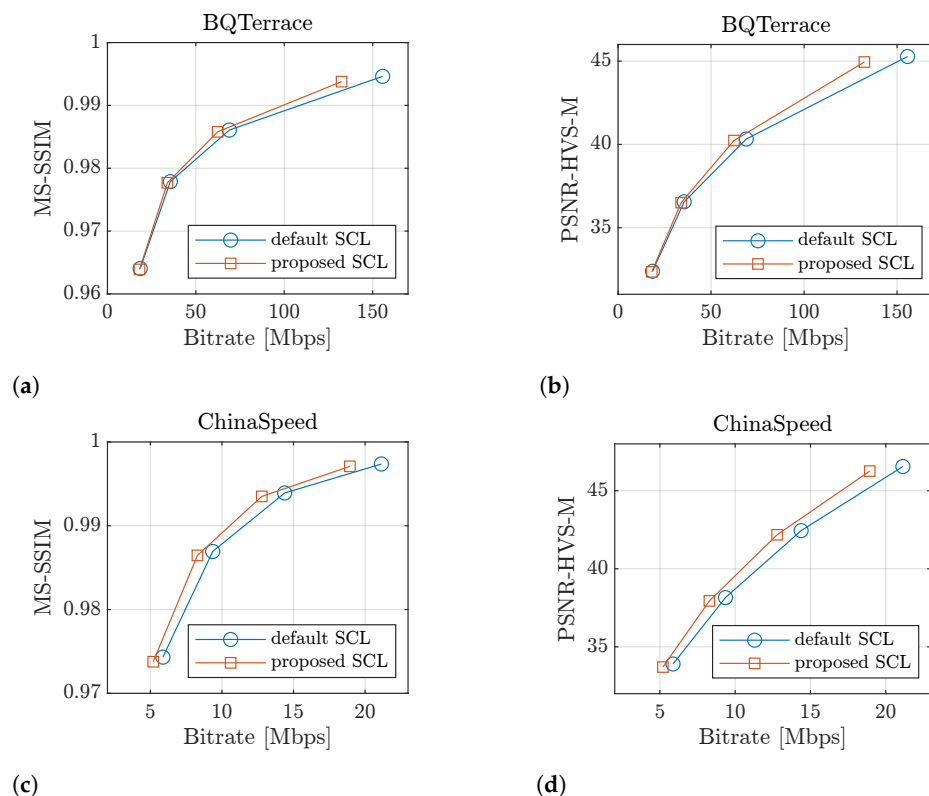 BQTerrace
1
0.99
0.98
0.97
0.96
MS-SSIM
default SCL
proposed SCL
0 50 100 150
Bitrate [Mbps]
(a)
BQTerrace
45
40
35
PSNR-HVS-M
default SCL
proposed SCL
0 50 100 150
Bitrate [Mbps]
(b)
ChinaSpeed
1
0.99
0.98
0.97
MS-SSIM
default SCL
proposed SCL
5 10 15 20
Bitrate [Mbps]
(c)
ChinaSpeed
45
40
35
PSNR-HVS-M
default SCL
proposed SCL
5 10 15 20
Bitrate [Mbps]
(d)